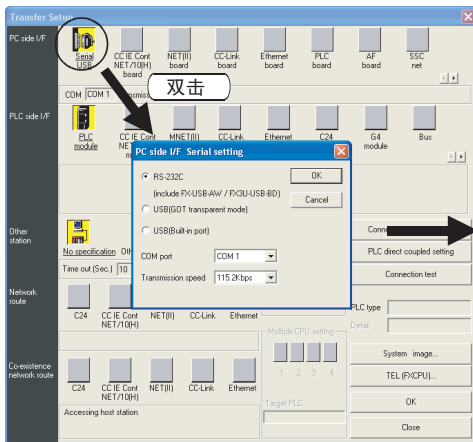 Transfer Setup
PC side I/F
Serial USB
CC IE Cont NET/10(H) board
NET(II) board
CC-Link board
Ethernet board
PLC board
AF board
SSC net
COM COM 1
双击
PLC side I/F
PLC module
CC IE Cont
MNET(II)
CC-Link
Ethernet
C24
G4 module
Bus
PC side I/F Serial setting
RS-232C
(include FX-USB-AW / FX3U-USB-BD)
USB(GOT transparent mode)
USB(Built-in port)
COM port COM 1
Transmission speed 115.2Kbps
OK
Cancel
Other station
No specification
Time out (Sec.) 10
PLC direct coupled setting
Connection test
Network route
C24
CC IE Cont NET/10(H)
NET(II)
CC-Link
Ethernet
PLC type
Detail
Multiple CPU setting
1 2 3 4
Target PLC
System image...
TEL (FXCPU)...
OK
Close
Co-existence network route
C24
CC IE Cont NET/10(H)
NET(II)
CC-Link
Ethernet
Accessing host station